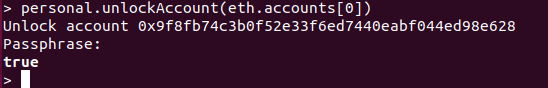 > personal.unlockAccount(eth.accounts[0])
Unlock account 0x9f8fb74c3b0f52e33f6ed7440eabf044ed98e628
Passphrase:
true
>